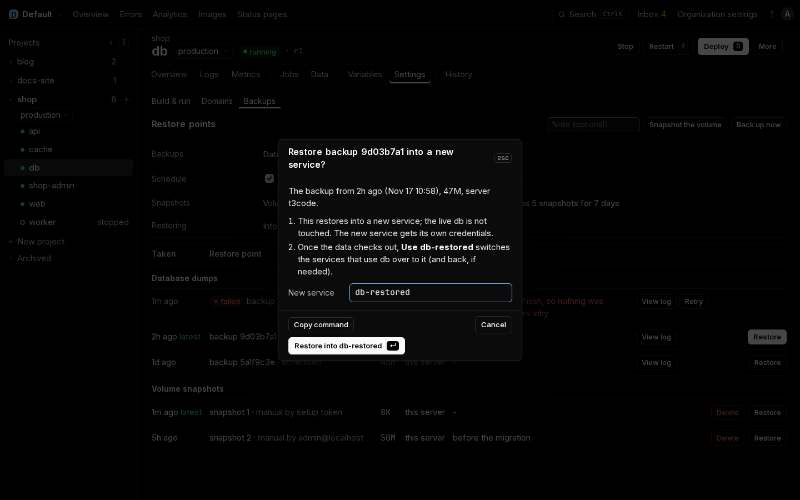 Default
Overview
Errors
Analytics
Images
Status pages
Search Ctrl K
Inbox 4
Organization settings
A
Projects
blog 2
docs-site 1
shop 6
production
api
cache
db
shop-admin
web
worker stopped
New project
Archived
shop
db production running
Stop
Restart
Deploy
More
Overview Logs Metrics Jobs Data Variables Settings History
Build & run Domains Backups
Restore points
Note (optional)
Snapshot the volume
Back up now
Backups
Schedule
Snapshots
5 snapshots for 7 days
Restoring
Taken Restore point
Database dumps
1m ago failed backup
so nothing
View log Retry
2h ago latest backup 9d03b7a1
View log Restore
1d ago backup 5a1f9c3e
View log Restore
Volume snapshots
1m ago latest snapshot 1 · manual by setup token 8K this server - Delete Restore
5h ago snapshot 2 · manual by admin@localhost 50M this server before the migration Delete Restore
Restore backup 9d03b7a1 into a new
service?
esc
The backup from 2h ago (Nov 17 10:58), 47M, server
t3code.
1. This restores into a new service; the live db is not
touched. The new service gets its own credentials.
2. Once the data checks out, Use db-restored switches
the services that use db over to it (and back, if
needed).
New service db-restored
Copy command
Cancel
Restore into db-restored